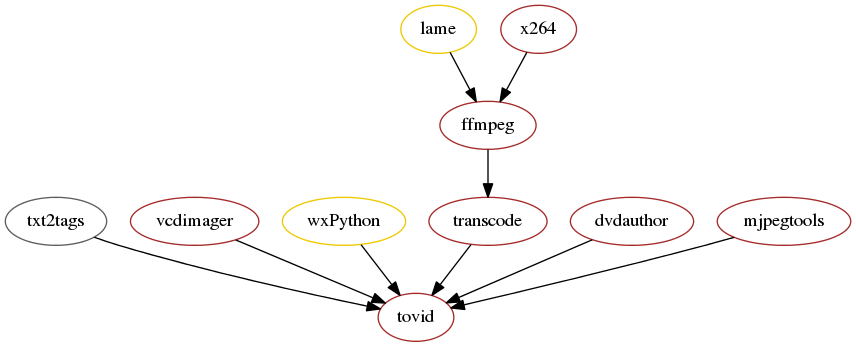 lame
x264
ffmpeg
txt2tags
vcdimager
wxPython
transcode
dvdauthor
mjpegtools
tovid